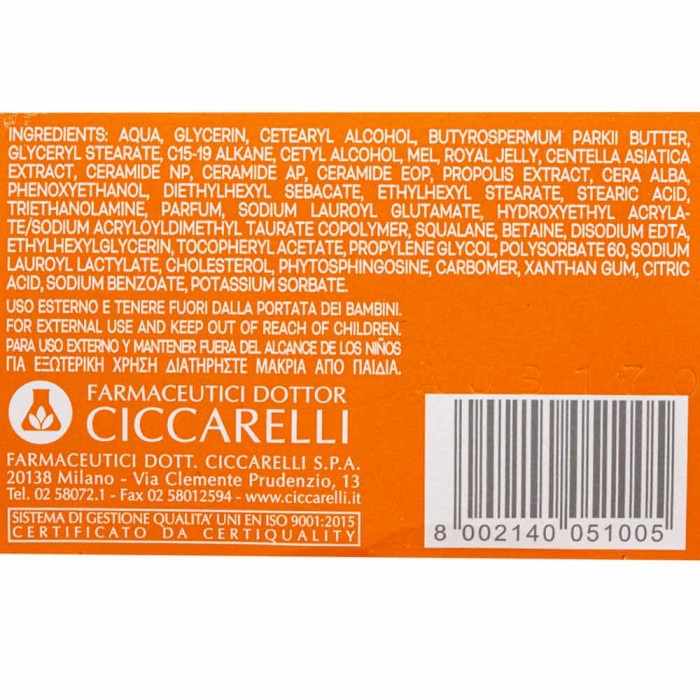 INGREDIENTS: AQUA, GLYCERIN, CETEARYL ALCOHOL, BUTYROSPERMUM PARKII BUTTER,
GLYCERYL STEARATE, C15-19 ALKANE, CETYL ALCOHOL, MEL, ROYAL JELLY, CENTELLA ASIATICA
EXTRACT, CERAMIDE NP, CERAMIDE AP, CERAMIDE EOP, PROPOLIS EXTRACT, CERA ALBA,
PHENOXYETHANOL, DIETHYLHEXYL SEBACATE, ETHYLHEXYL STEARATE, STEARIC ACID,
TRIETHANOLAMINE, PARFUM, SODIUM LAUROYL GLUTAMATE, HYDROXYETHYL ACRYLA-
TE/SODIUM ACRYLOYLDIMETHYL TAURATE COPOLYMER, SQUALANE, BETAINE, DISODIUM EDTA,
ETHYLHEXYLGLYCERIN, TOCOPHERYL ACETATE, PROPYLENE GLYCOL, POLYSORBATE 60, SODIUM
LAUROYL LACTYLATE, CHOLESTEROL, PHYTOSPHINGOSINE, CARBOMER, XANTHAN GUM, CITRIC
ACID, SODIUM BENZOATE, POTASSIUM SORBATE.
USO ESTERNO E TENERE FUORI DALLA PORTATA DEI BAMBINI.
FOR EXTERNAL USE AND KEEP OUT OF REACH OF CHILDREN.
PARA USO EXTERNO Y MANTENER FUERA DEL ALCANCE DE LOS NIÑOS
ΓΙΑ ΕΞΩΤΕΡΙΚΗ ΧΡΗΣΗ ΔΙΑΤΗΡΗΣΤΕ ΜΑΚΡΙΑ ΑΠΟ ΠΑΙΔΙΑ.
FARMACEUTICI DOTTOR
CICCARELLI
FARMACEUTICI DOTT. CICCARELLI S.P.A.
20138 Milano - Via Clemente Prudenzio, 13
Tel. 02 58072.1 - Fax 02 58012594 - www.ciccarelli.it
SISTEMA DI GESTIONE QUALITA' UNI EN ISO 9001:2015
CERTIFICATO DA CERTIQUALITY
8 002140 051005